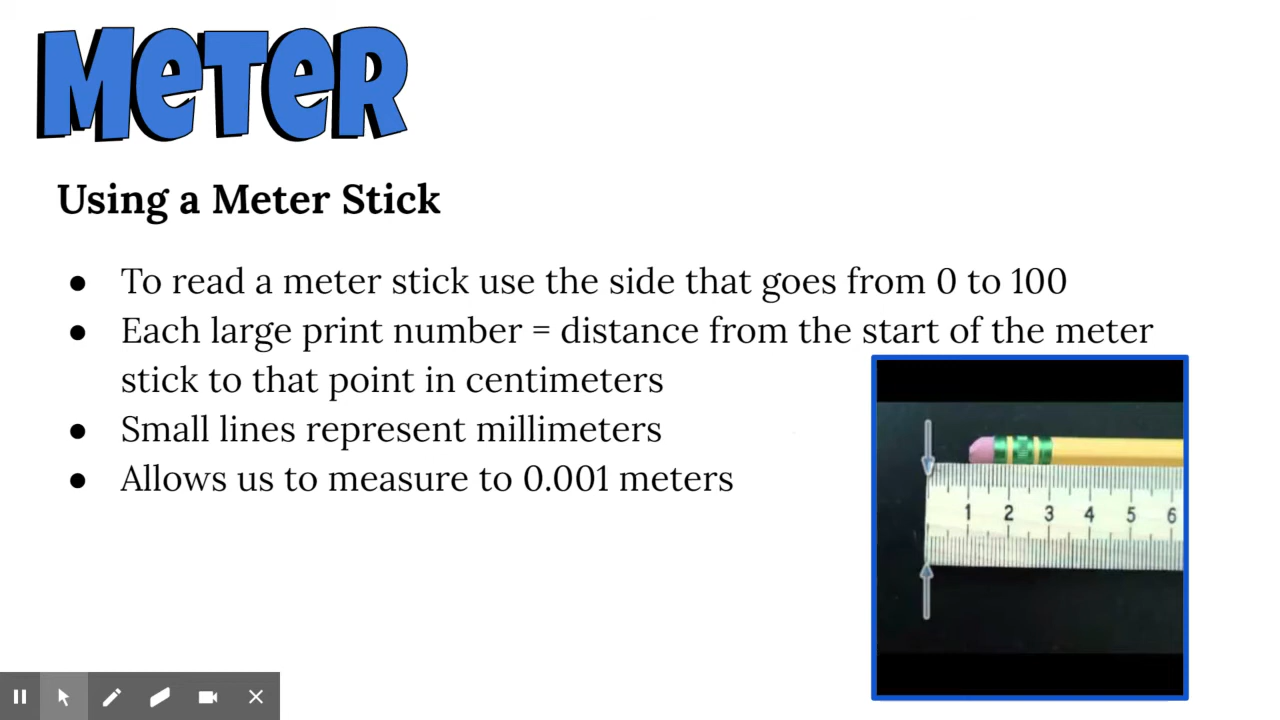 METER
Using a Meter Stick
● To read a meter stick use the side that goes from 0 to 100
● Each large print number = distance from the start of the meter
stick to that point in centimeters
● Small lines represent millimeters
● Allows us to measure to 0.001 meters
1 2 3 4 5 6